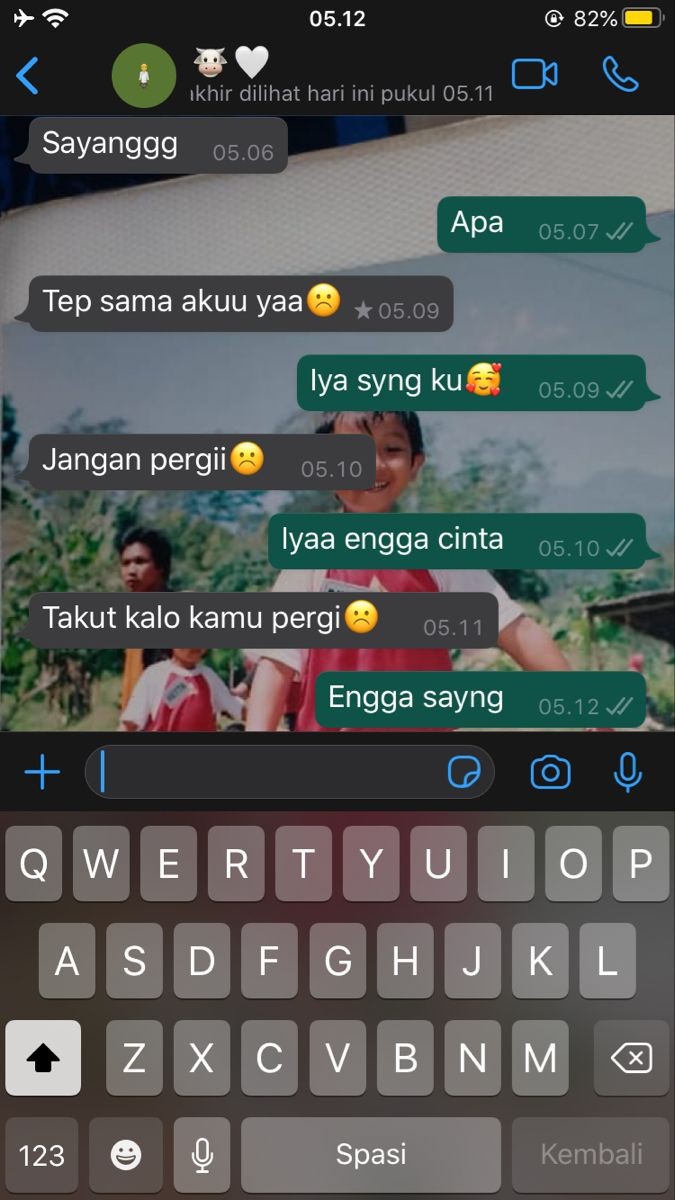 05.12
82%
🐮🤍
akhir dilihat hari ini pukul 05.11
Sayanggg 05.06
Apa 05.07
Tep sama akuu yaa☹️ ★ 05.09
Iya syng ku🥰 05.09
Jangan pergii☹️ 05.10
Iyaa engga cinta 05.10
Takut kalo kamu pergi☹️ 05.11
Engga sayng 05.12
Q W E R T Y U I O P
A S D F G H J K L
Z X C V B N M
123 Spasi Kembali